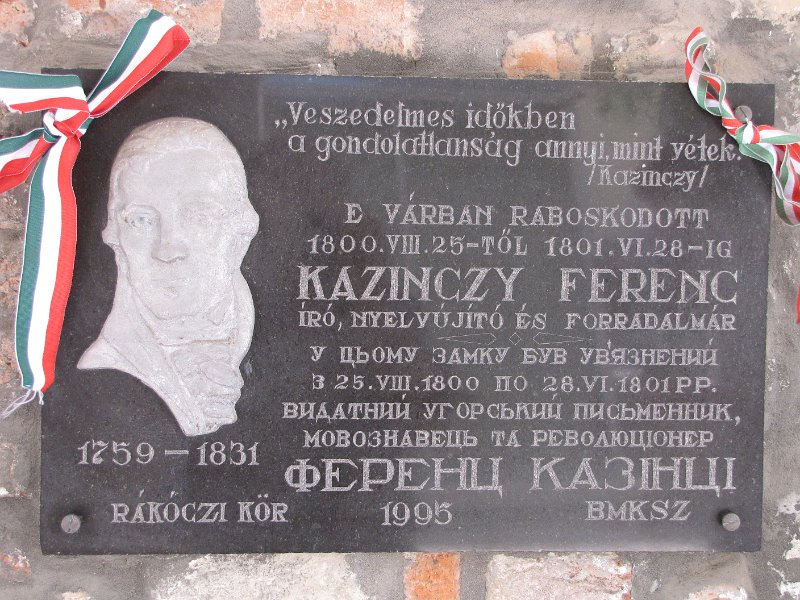 „Veszedelmes időkben
a gondolatlanság annyi, mint vétek."
/Kazinczy/
E VÁRBAN RABOSKODOTT
1800.VIII.25-TŐL 1801.VI.28-IG
KAZINCZY FERENC
ÍRÓ, NYELVÚJÍTÓ ÉS FORRADALMÁR
У ЦЬОМУ ЗАМКУ БУВ УВ'ЯЗНЕНИЙ
З 25.VIII.1800 ПО 28.VI.1801 РР.
ВИДАТНИЙ УГОРСЬКИЙ ПИСЬМЕННИК,
МОВОЗНАВЕЦЬ ТА РЕВОЛЮЦІОНЕР
ФЕРЕНЦ КАЗІНЦІ
1759–1831
RÁKÓCZI KÖR 1995 BMKSZ